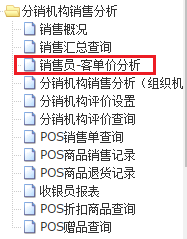 分销机构销售分析
销售概况
销售汇总查询
销售员-客单价分析
分销机构销售分析（组织机
分销机构评价设置
分销机构评价查询
POS销售单查询
POS商品销售记录
POS商品退货记录
收银员报表
POS折扣商品查询
POS赠品查询